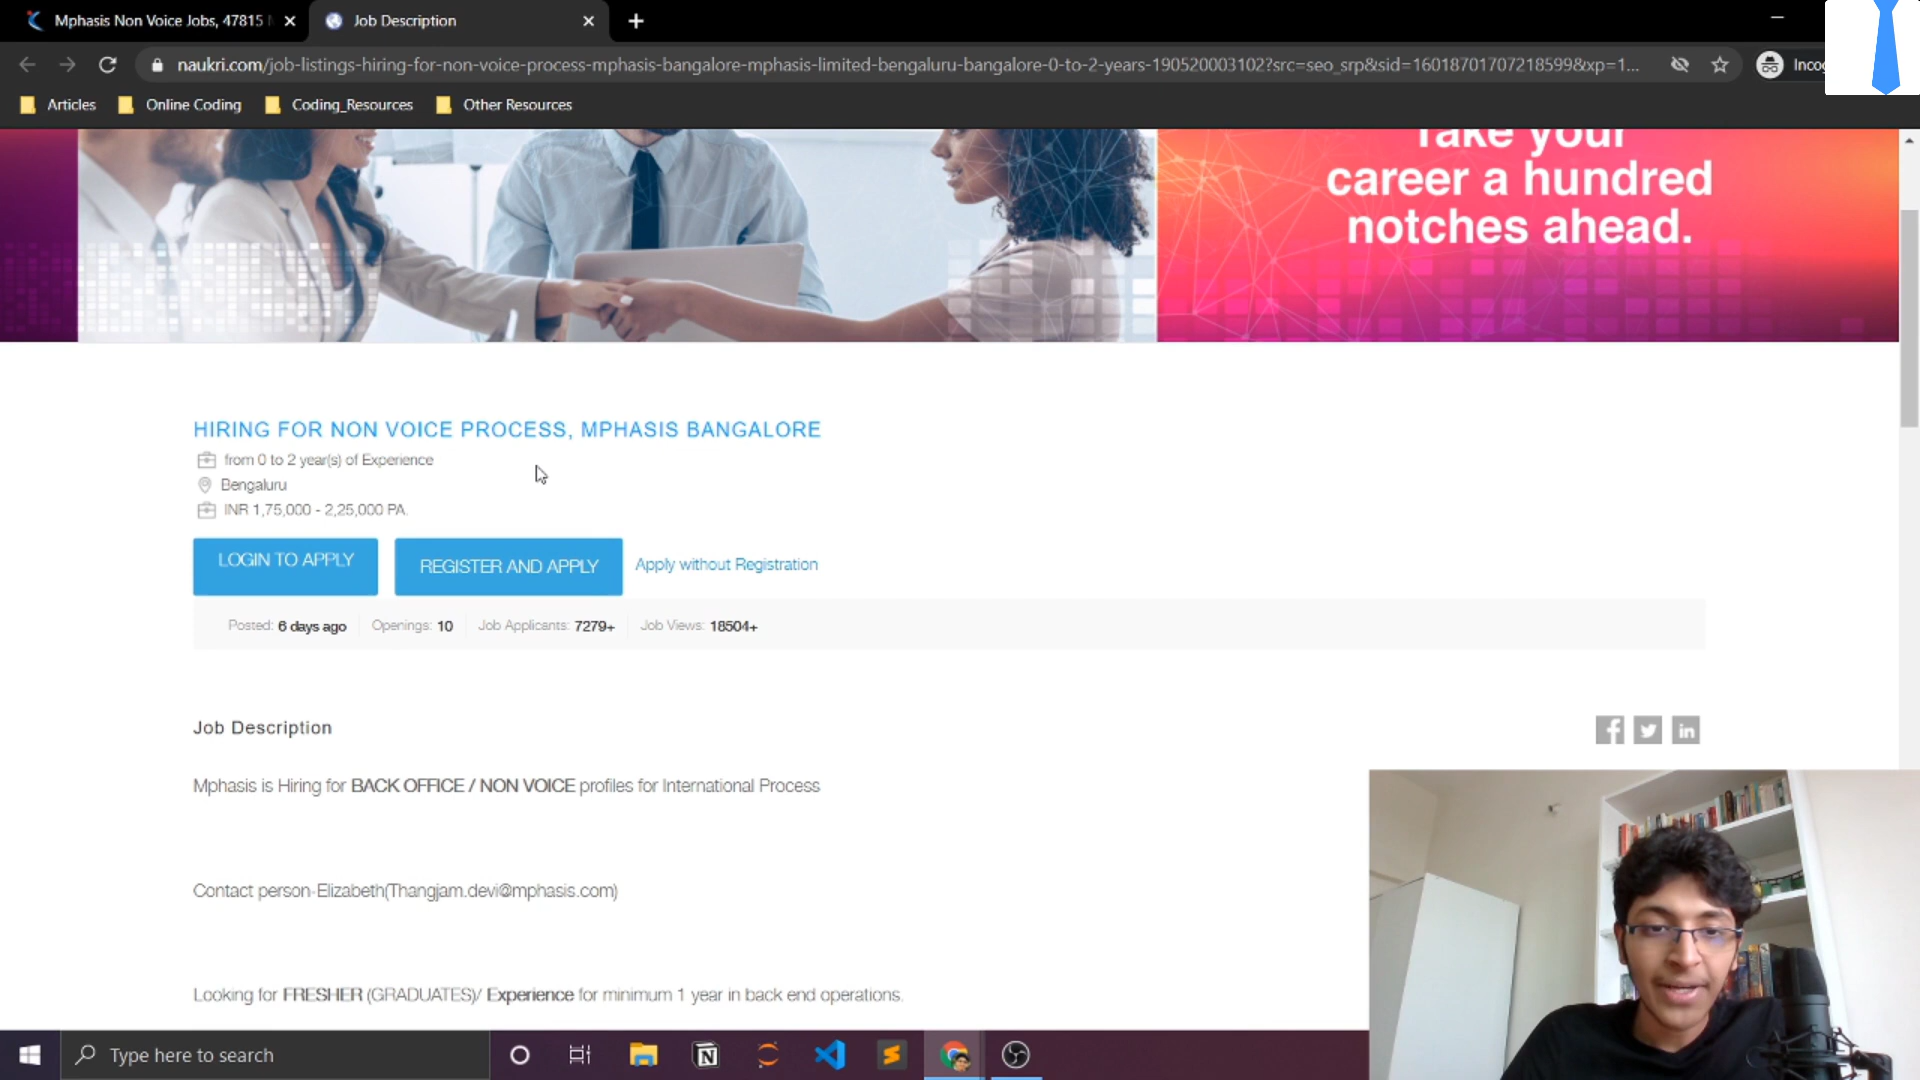 Mphasis Non Voice Jobs, 47815
Job Description
naukri.com/job-listings-hiring-for-non-voice-process-mphasis-bangalore-mphasis-limited-bengaluru-bangalore-0-to-2-years-190520003102?src=seo_srp&sid=16018701707218599&xp=1...
Incog
Articles
Online Coding
Coding_Resources
Other Resources
Take your
career a hundred
notches ahead.
HIRING FOR NON VOICE PROCESS, MPHASIS BANGALORE
from 0 to 2 year(s) of Experience
Bengaluru
INR 1,75,000 - 2,25,000 PA.
LOGIN TO APPLY
REGISTER AND APPLY
Apply without Registration
Posted: 6 days ago
Openings: 10
Job Applicants: 7279+
Job Views: 18504+
Job Description
Mphasis is Hiring for BACK OFFICE / NON VOICE profiles for International Process
Contact person-Elizabeth(Thangjam.devi@mphasis.com)
Looking for FRESHER (GRADUATES)/ Experience for minimum 1 year in back end operations.
Type here to search